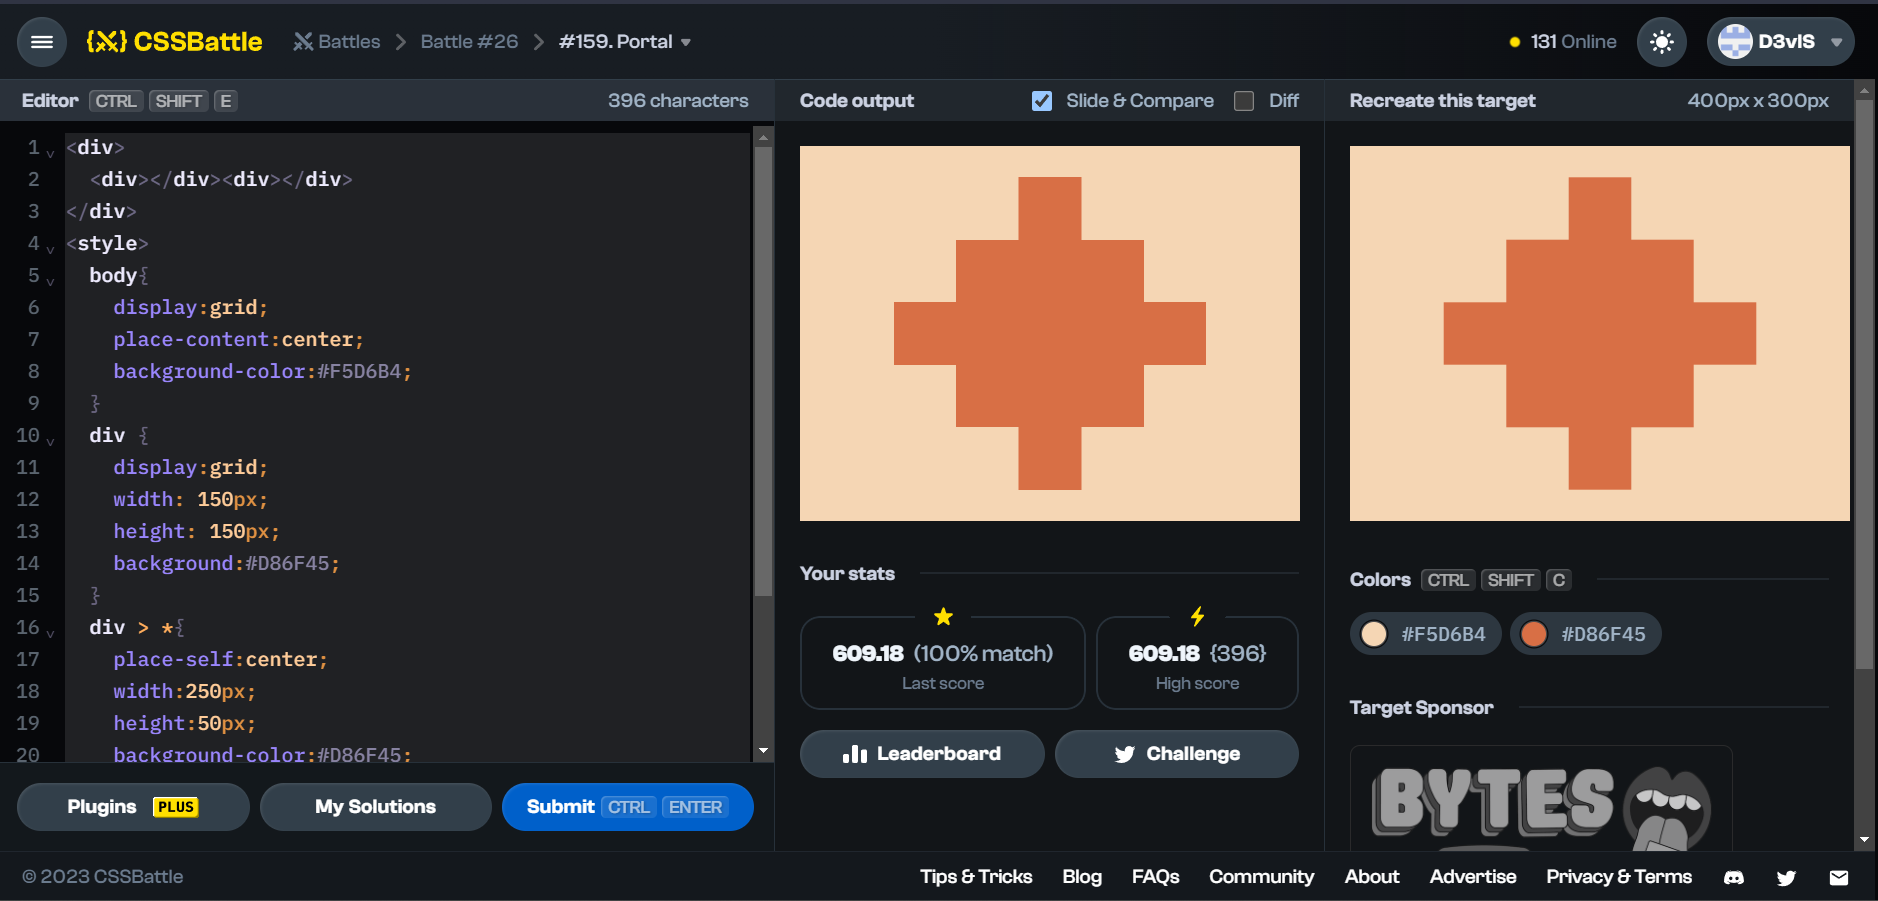 {X} CSSBattle
Battles
Battle #26
#159. Portal
131 Online
D3vlS
Editor CTRL SHIFT E
396 characters
1 <div>
2 <div></div><div></div>
3 </div>
4 <style>
5 body{
6 display:grid;
7 place-content:center;
8 background-color:#F5D6B4;
9 }
10 div {
11 display:grid;
12 width: 150px;
13 height: 150px;
14 background:#D86F45;
15 }
16 div > *{
17 place-self:center;
18 width:250px;
19 height:50px;
20 background-color:#D86F45;
Plugins PLUS
My Solutions
Submit CTRL ENTER
Code output
Slide & Compare
Diff
Your stats
609.18 (100% match)
Last score
609.18 {396}
High score
Leaderboard
Challenge
Recreate this target
400px x 300px
Colors CTRL SHIFT C
#F5D6B4
#D86F45
Target Sponsor
BYTES
© 2023 CSSBattle
Tips & Tricks
Blog
FAQs
Community
About
Advertise
Privacy & Terms